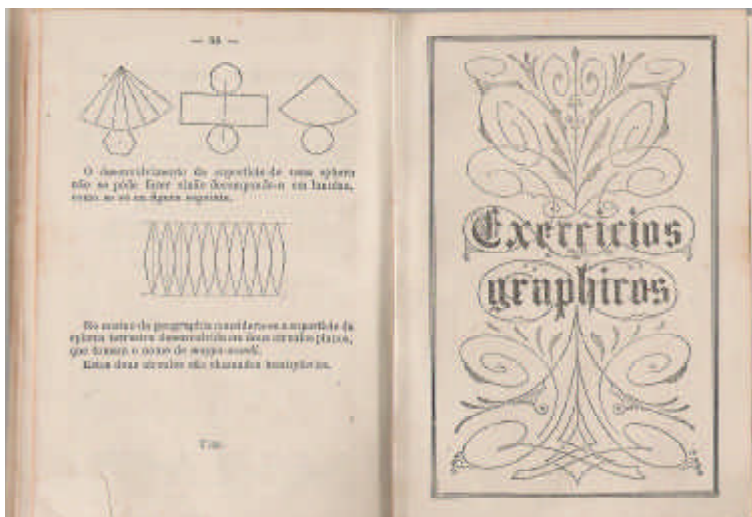 O desenvolvimento da superficie de uma sphera
não se póde fazer sinão decompondo-a em
como se vê na figura seguinte.
No ensino da geographia considera-se a superficie da
sphera terrestre desenvolvida em dous circulos planos,
que tomam o nome de mappa-mundi.
Estes dous circulos são chamados hemispherios.
Fim.
Exercicios
graphicos